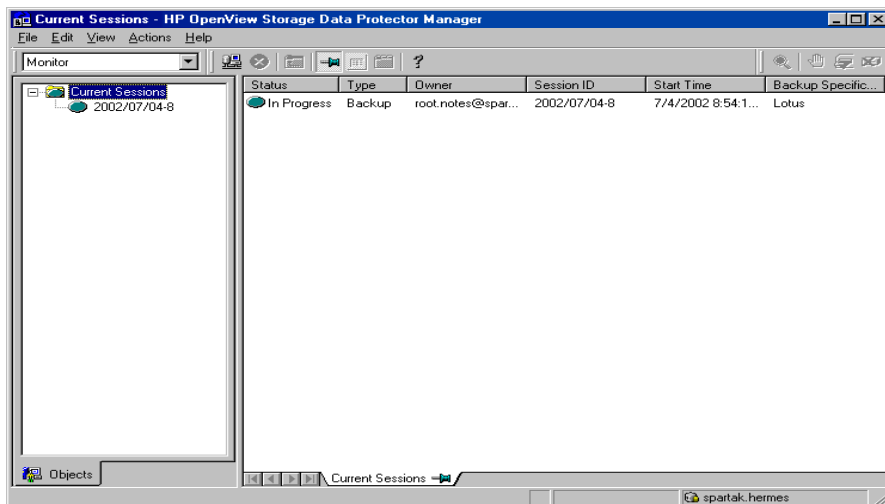 Current Sessions - HP OpenView Storage Data Protector Manager
File Edit View Actions Help
Monitor
Current Sessions
2002/07/04-8
Status Type Owner Session ID Start Time Backup Specific...
In Progress Backup root.notes@spar... 2002/07/04-8 7/4/2002 8:54:1... Lotus
Objects
Current Sessions
spartak.hermes